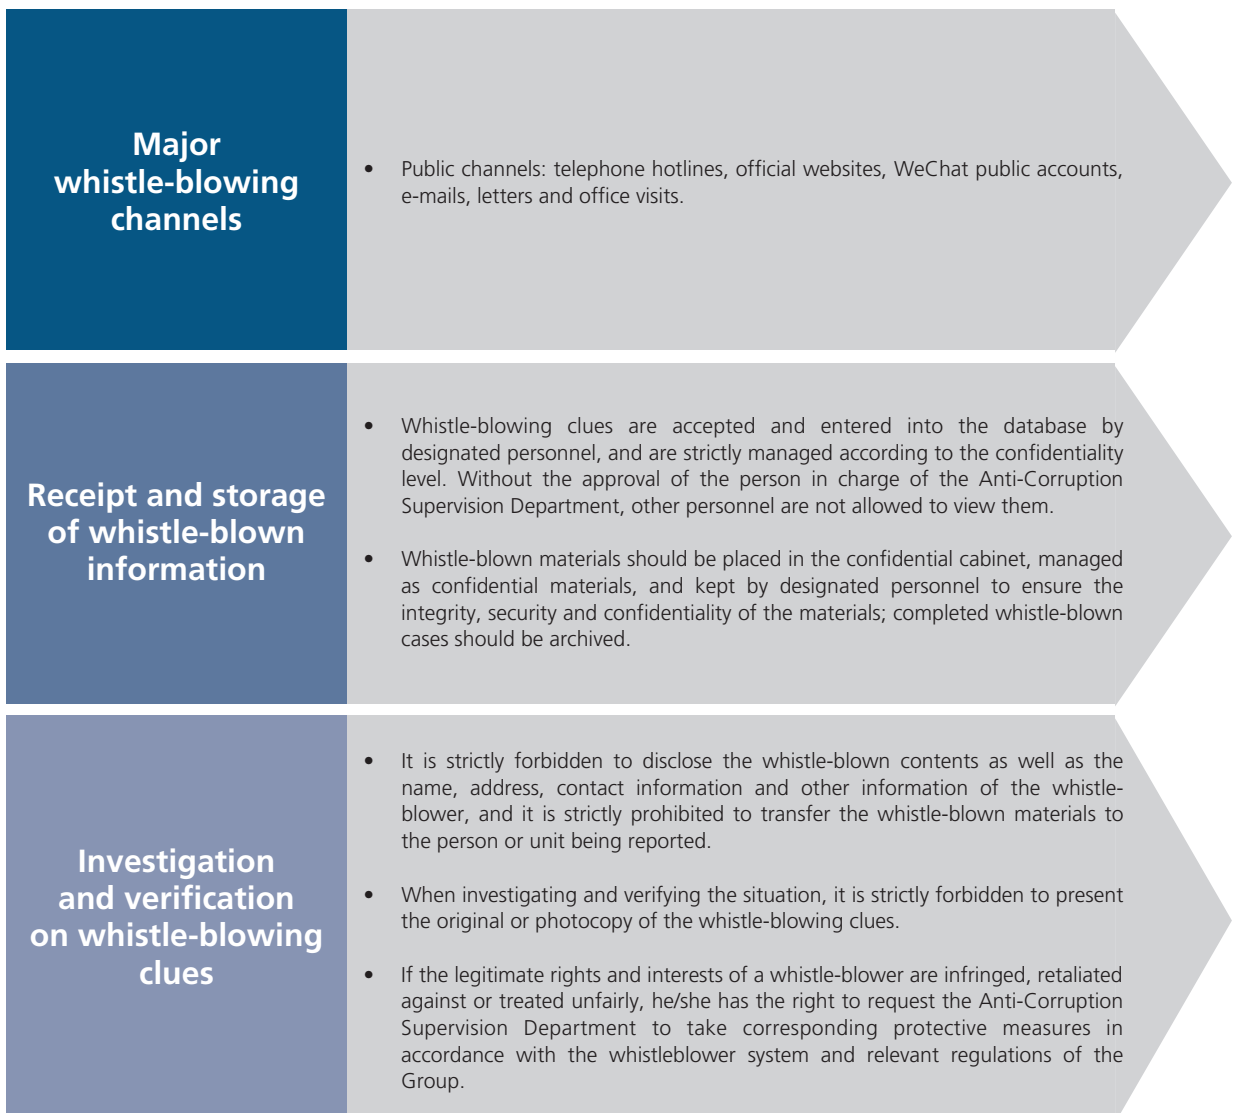 Major
whistle-blowing
channels
• Public channels: telephone hotlines, official websites, WeChat public accounts,
e-mails, letters and office visits.
Receipt and storage
of whistle-blown
information
• Whistle-blowing clues are accepted and entered into the database by
designated personnel, and are strictly managed according to the confidentiality
level. Without the approval of the person in charge of the Anti-Corruption
Supervision Department, other personnel are not allowed to view them.
• Whistle-blown materials should be placed in the confidential cabinet, managed
as confidential materials, and kept by designated personnel to ensure the
integrity, security and confidentiality of the materials; completed whistle-blown
cases should be archived.
Investigation
and verification
on whistle-blowing
clues
• It is strictly forbidden to disclose the whistle-blown contents as well as the
name, address, contact information and other information of the whistle-
blower, and it is strictly prohibited to transfer the whistle-blown materials to
the person or unit being reported.
• When investigating and verifying the situation, it is strictly forbidden to present
the original or photocopy of the whistle-blowing clues.
• If the legitimate rights and interests of a whistle-blower are infringed, retaliated
against or treated unfairly, he/she has the right to request the Anti-Corruption
Supervision Department to take corresponding protective measures in
accordance with the whistleblower system and relevant regulations of the
Group.